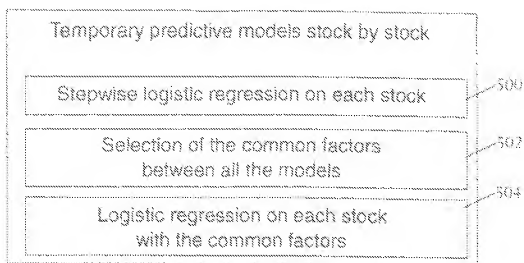 Temporary predictive models stock by stock
Stepwise logistic regression on each stock
500
Selection of the common factors
between all the models
502
Logistic regression on each stock
with the common factors
504